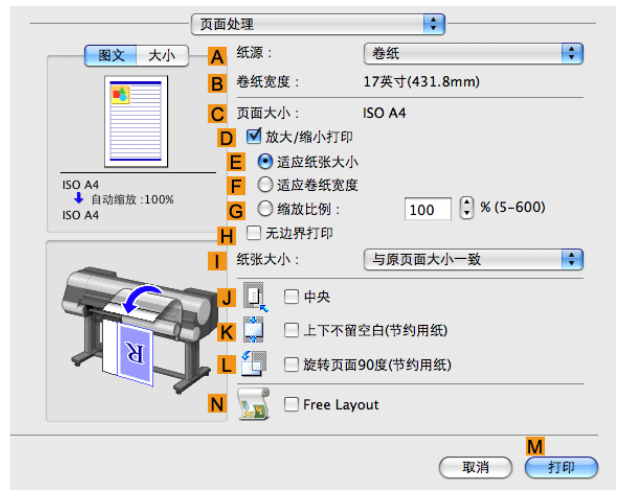 页面处理
图文 大小
A 纸源： 卷纸
B 卷纸宽度： 17英寸(431.8mm)
C 页面大小： ISO A4
D 放大/缩小打印
E 适应纸张大小
F 适应卷纸宽度
G 缩放比例： 100 % (5-600)
H 无边界打印
I 纸张大小： 与原页面大小一致
J 中央
K 上下不留空白(节约用纸)
L 旋转页面90度(节约用纸)
N Free Layout
ISO A4
自动缩放:100%
ISO A4
R
M
取消 打印